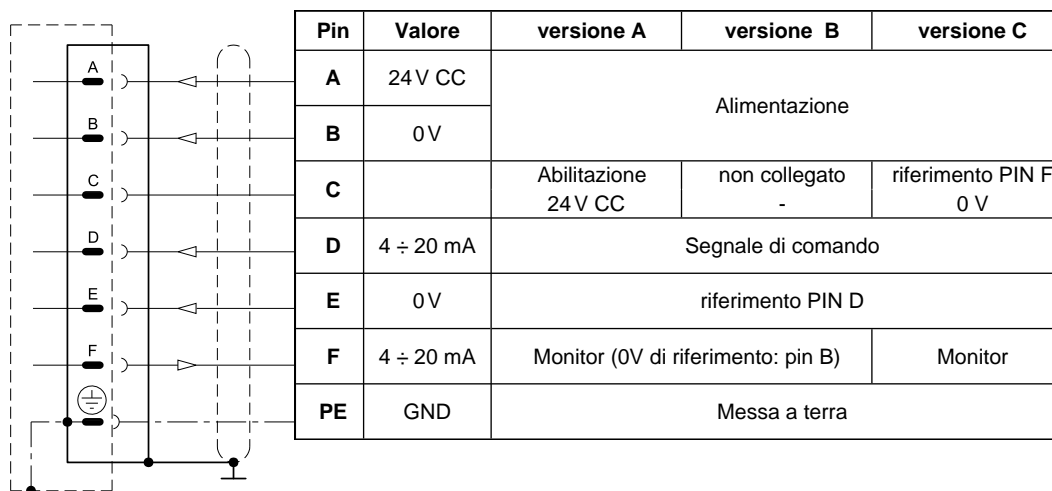 A
B
C
D
E
F
Pin Valore versione A versione B versione C
A 24 V CC Alimentazione
B 0 V
C Abilitazione non collegato riferimento PIN F
24 V CC - 0 V
D 4 ÷ 20 mA Segnale di comando
E 0 V riferimento PIN D
F 4 ÷ 20 mA Monitor (0V di riferimento: pin B) Monitor
PE GND Messa a terra